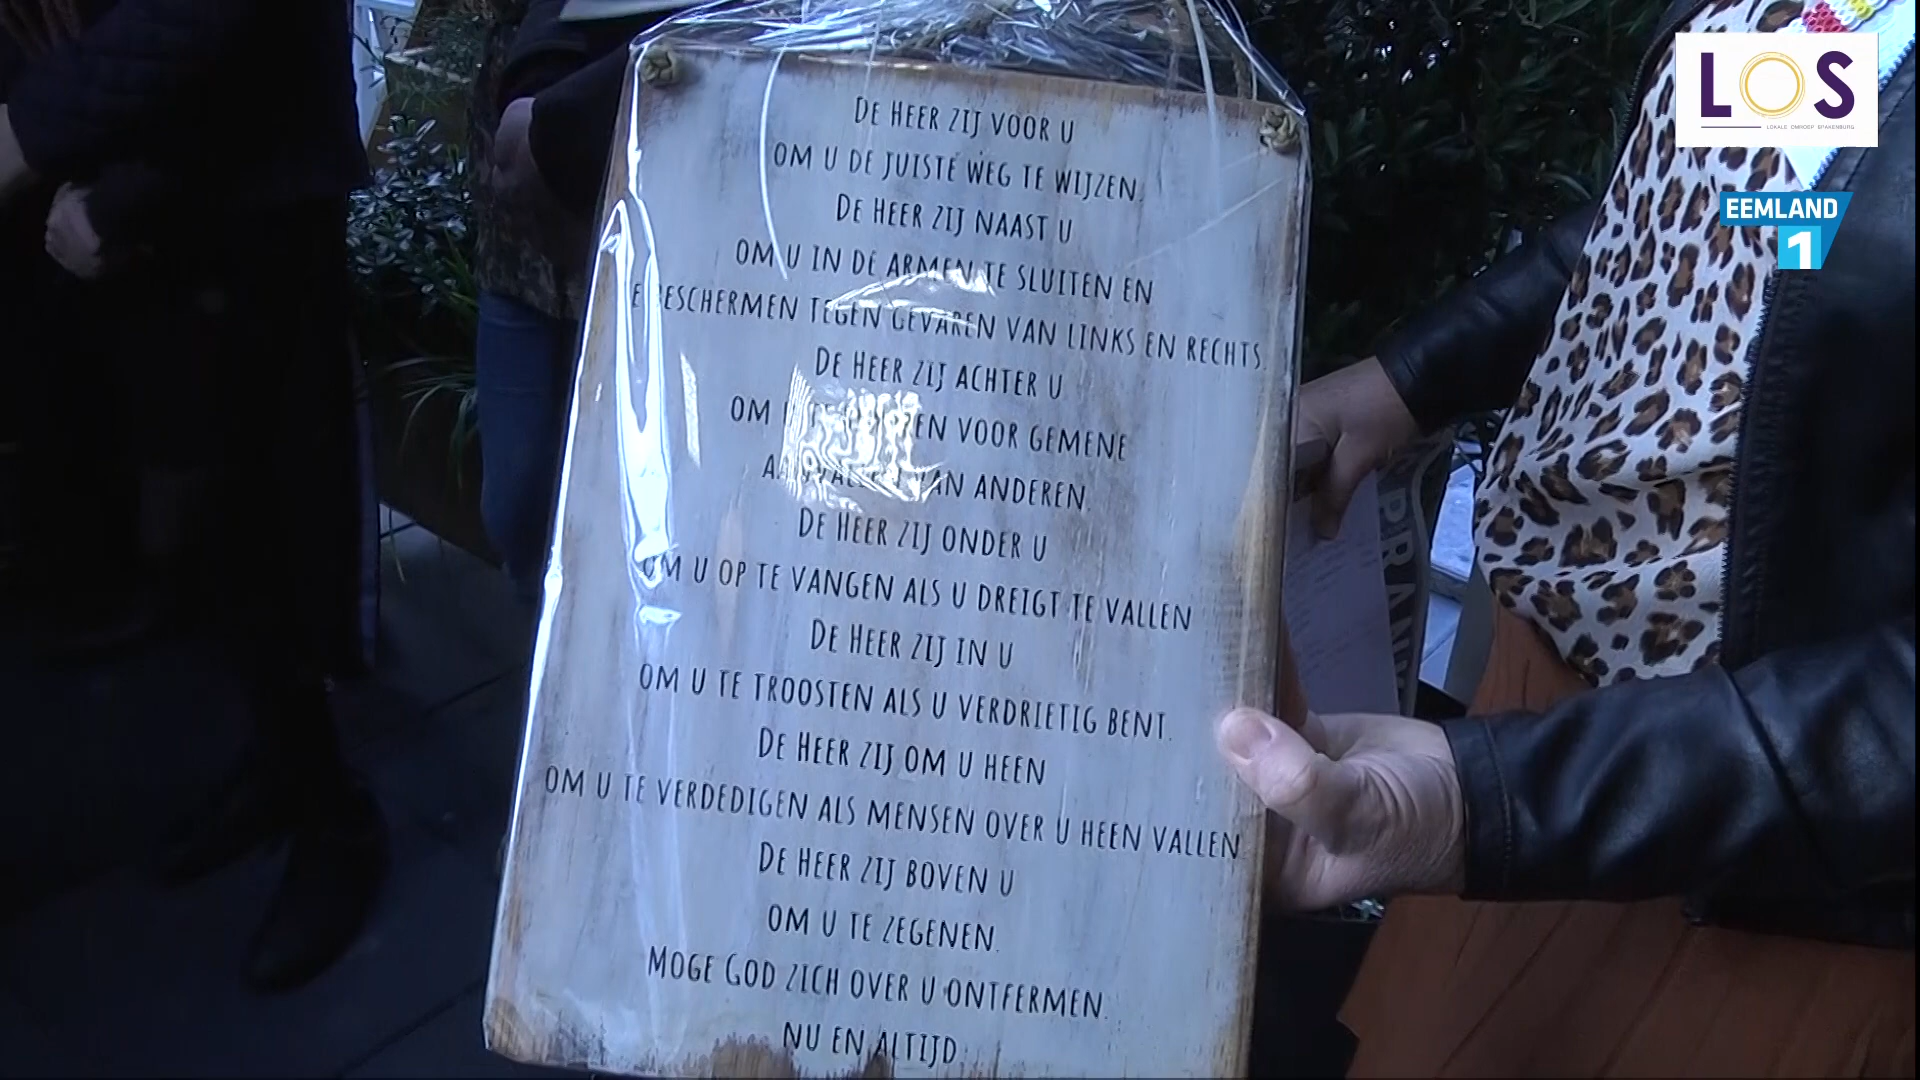 LOS
LOKALE OMROEP SPAKENBURG
EEMLAND
1
DE HEER ZIJ VOOR U
OM U DE JUISTE WEG TE WIJZEN.
DE HEER ZIJ NAAST U
OM U IN DE ARMEN TE SLUITEN EN
BESCHERMEN TEGEN GEVAREN VAN LINKS EN RECHTS.
DE HEER ZIJ ACHTER U
OM VOOR GEMENE
AANVALLEN VAN ANDEREN.
DE HEER ZIJ ONDER U
OM U OP TE VANGEN ALS U DREIGT TE VALLEN
DE HEER ZIJ IN U
OM U TE TROOSTEN ALS U VERDRIETIG BENT.
DE HEER ZIJ OM U HEEN
OM U TE VERDEDIGEN ALS MENSEN OVER U HEEN VALLEN
DE HEER ZIJ BOVEN U
OM U TE ZEGENEN.
MOGE GOD ZICH OVER U ONTFERMEN.
NU EN ALTIJD.